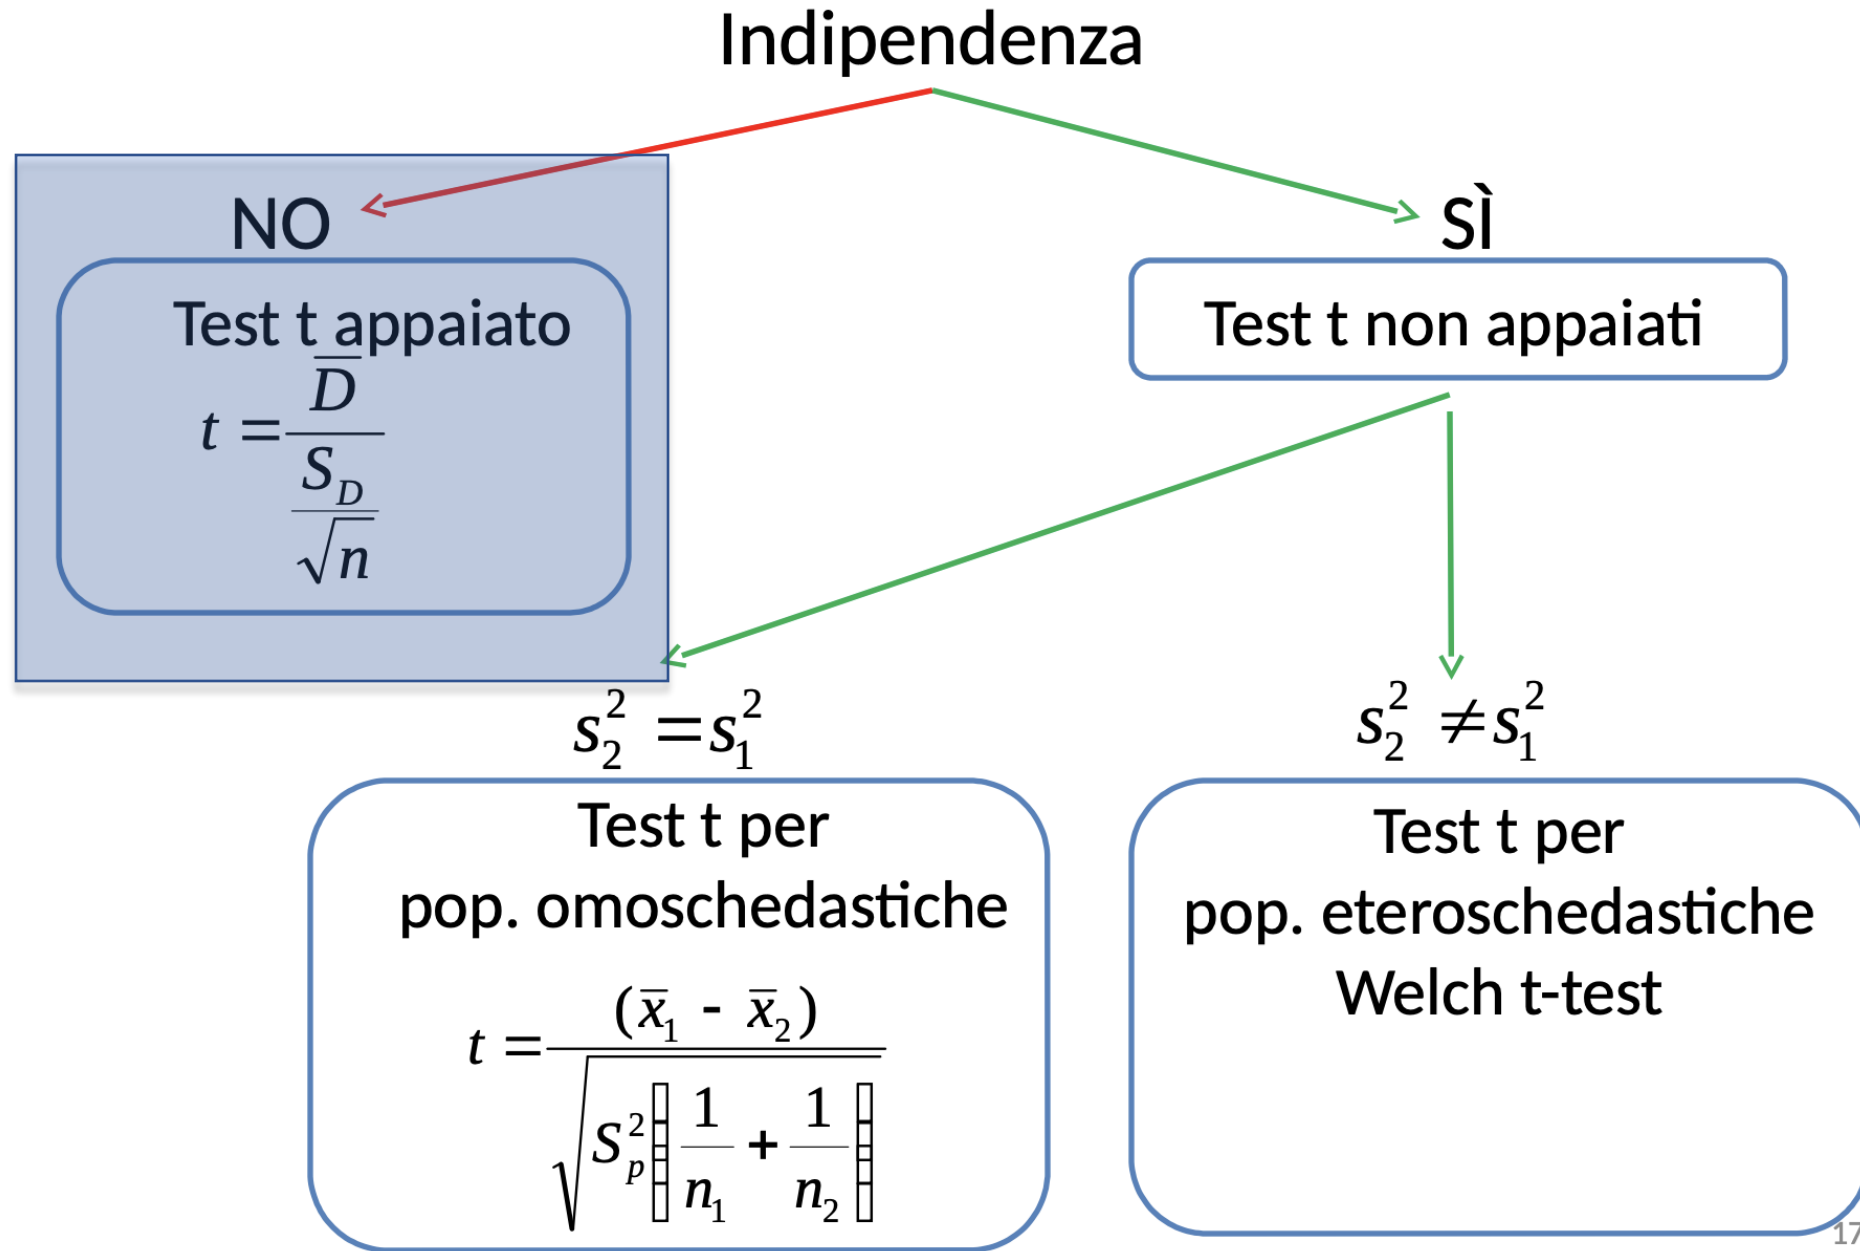 Indipendenza
NO
SÌ
Test t appaiato
t = D̅ / (S_D / √n)
Test t non appaiati
s₂² = s₁²
s₂² ≠ s₁²
Test t per
pop. omoschedastiche
t = (x̅₁ - x̅₂) / √(S_p² (1/n₁ + 1/n₂))
Test t per
pop. eteroschedastiche
Welch t-test
17